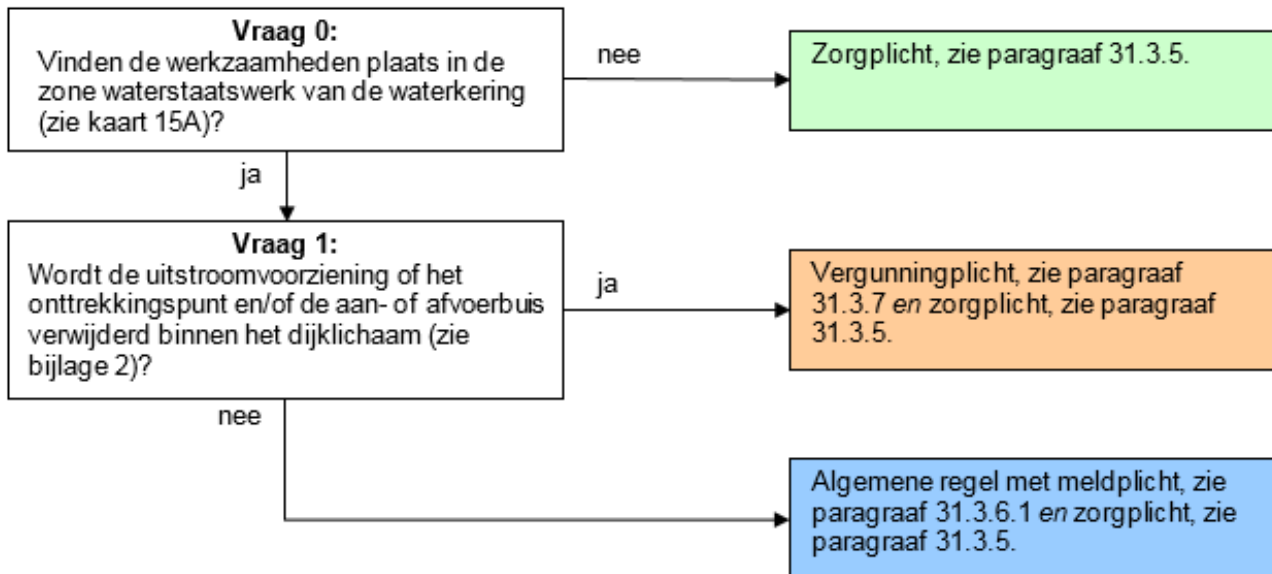 Vraag 0:
Vinden de werkzaamheden plaats in de
zone waterstaatswerk van de waterkering
(zie kaart 15A)?
nee
Zorgplicht, zie paragraaf 31.3.5.
ja
Vraag 1:
Wordt de uitstroomvoorziening of het
onttrekkingspunt en/of de aan- of afvoerbuis
verwijderd binnen het dijklichaam (zie
bijlage 2)?
ja
Vergunningplicht, zie paragraaf
31.3.7 en zorgplicht, zie paragraaf
31.3.5.
nee
Algemene regel met meldplicht, zie
paragraaf 31.3.6.1 en zorgplicht, zie
paragraaf 31.3.5.